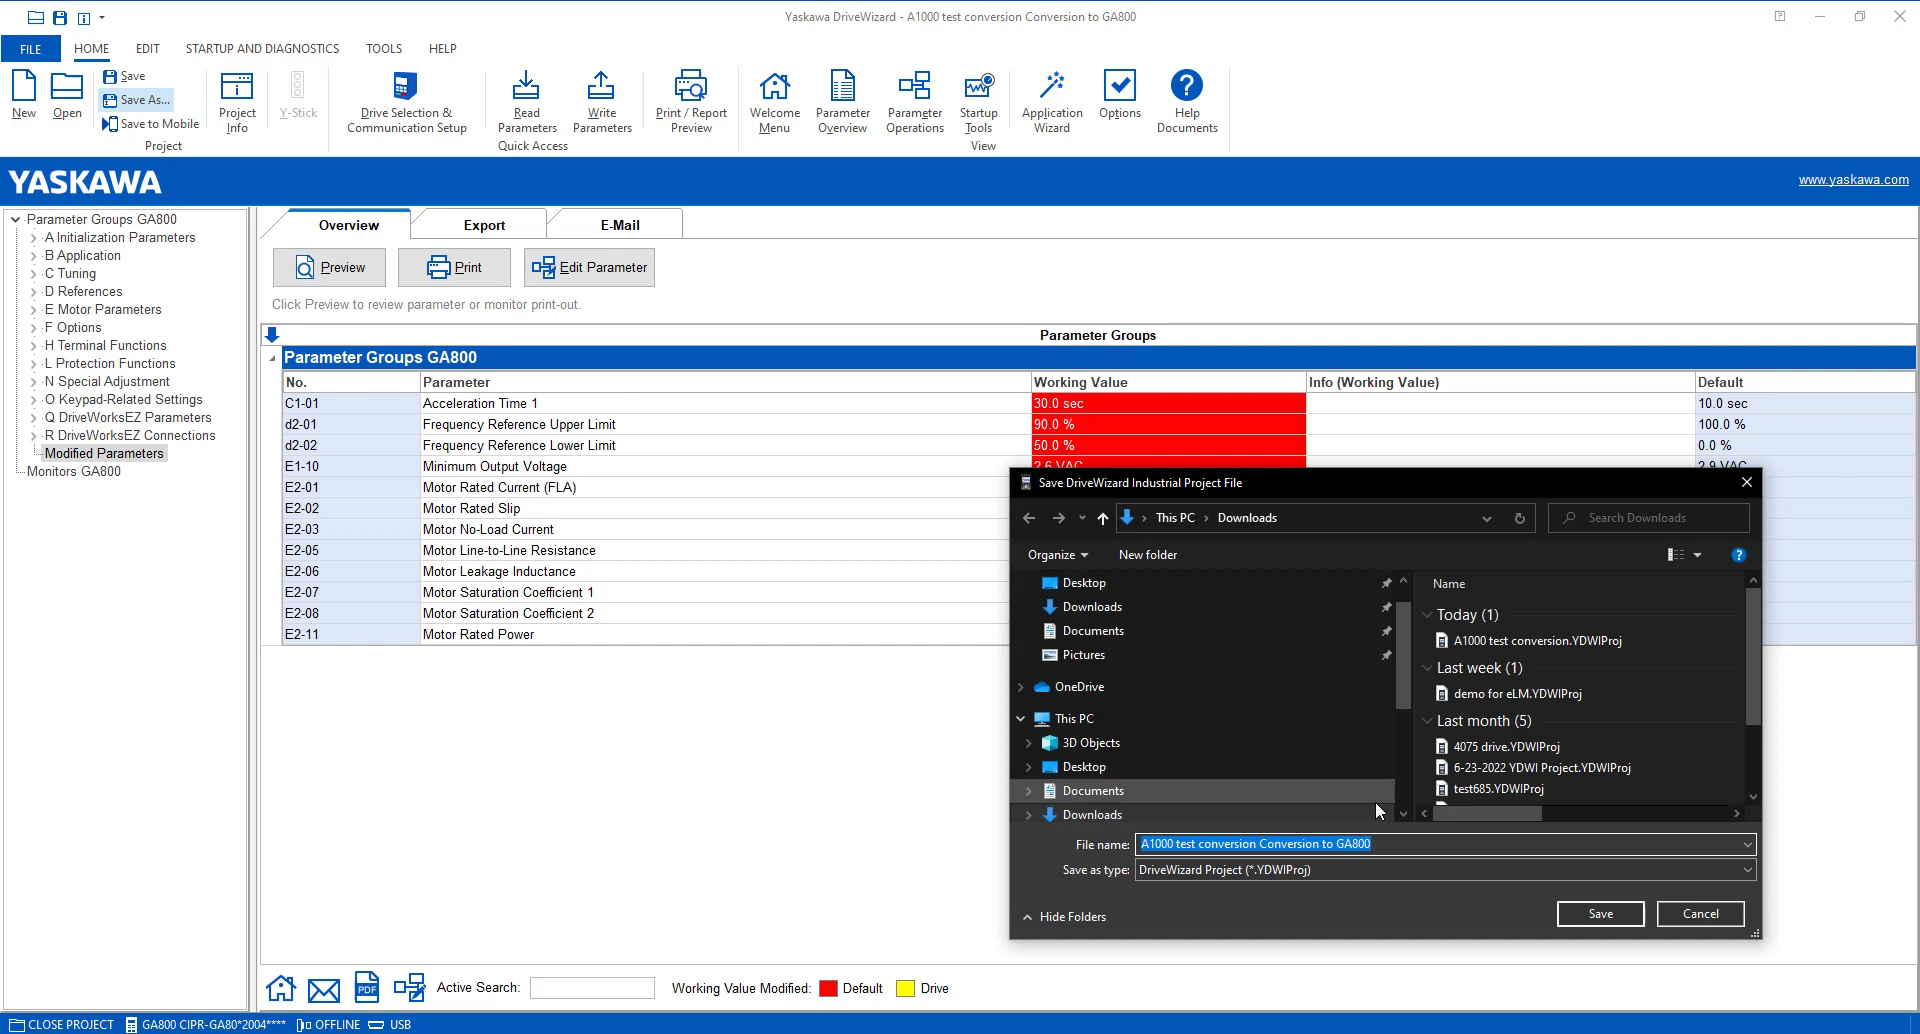 Yaskawa DriveWizard - A1000 test conversion Conversion to GA800
FILE HOME EDIT STARTUP AND DIAGNOSTICS TOOLS HELP
New
Open
Save
Save As...
Save to Mobile
Project
Project Info
Y-Stick
Drive Selection & Communication Setup
Read Parameters
Write Parameters
Quick Access
Print / Report Preview
Welcome Menu
Parameter Overview
Parameter Operations
Startup Tools
View
Application Wizard
Options
Help Documents
YASKAWA
www.yaskawa.com
Parameter Groups GA800
A Initialization Parameters
B Application
C Tuning
D References
E Motor Parameters
F Options
H Terminal Functions
L Protection Functions
N Special Adjustment
O Keypad-Related Settings
Q DriveWorksEZ Parameters
R DriveWorksEZ Connections
Modified Parameters
Monitors GA800
Overview Export E-Mail
Preview Print Edit Parameter
Click Preview to review parameter or monitor print-out.
Parameter Groups
Parameter Groups GA800
No. Parameter Working Value Info (Working Value) Default
C1-01 Acceleration Time 1 30.0 sec 10.0 sec
d2-01 Frequency Reference Upper Limit 90.0 % 100.0 %
d2-02 Frequency Reference Lower Limit 50.0 % 0.0 %
E1-10 Minimum Output Voltage 2.6 VAC 2.9 VAC
E2-01 Motor Rated Current (FLA)
E2-02 Motor Rated Slip
E2-03 Motor No-Load Current
E2-05 Motor Line-to-Line Resistance
E2-06 Motor Leakage Inductance
E2-07 Motor Saturation Coefficient 1
E2-08 Motor Saturation Coefficient 2
E2-11 Motor Rated Power
Save DriveWizard Industrial Project File
This PC › Downloads
Search Downloads
Organize New folder
Desktop
Downloads
Documents
Pictures
OneDrive
This PC
3D Objects
Desktop
Documents
Downloads
Name
Today (1)
A1000 test conversion.YDWIProj
Last week (1)
demo for eLM.YDWIProj
Last month (5)
4075 drive.YDWIProj
6-23-2022 YDWI Project.YDWIProj
test685.YDWIProj
File name: A1000 test conversion Conversion to GA800
Save as type: DriveWizard Project (*.YDWIProj)
Hide Folders
Save Cancel
PDF
Active Search:
Working Value Modified: Default Drive
CLOSE PROJECT GA800 CIPR-GA80*2004**** OFFLINE USB